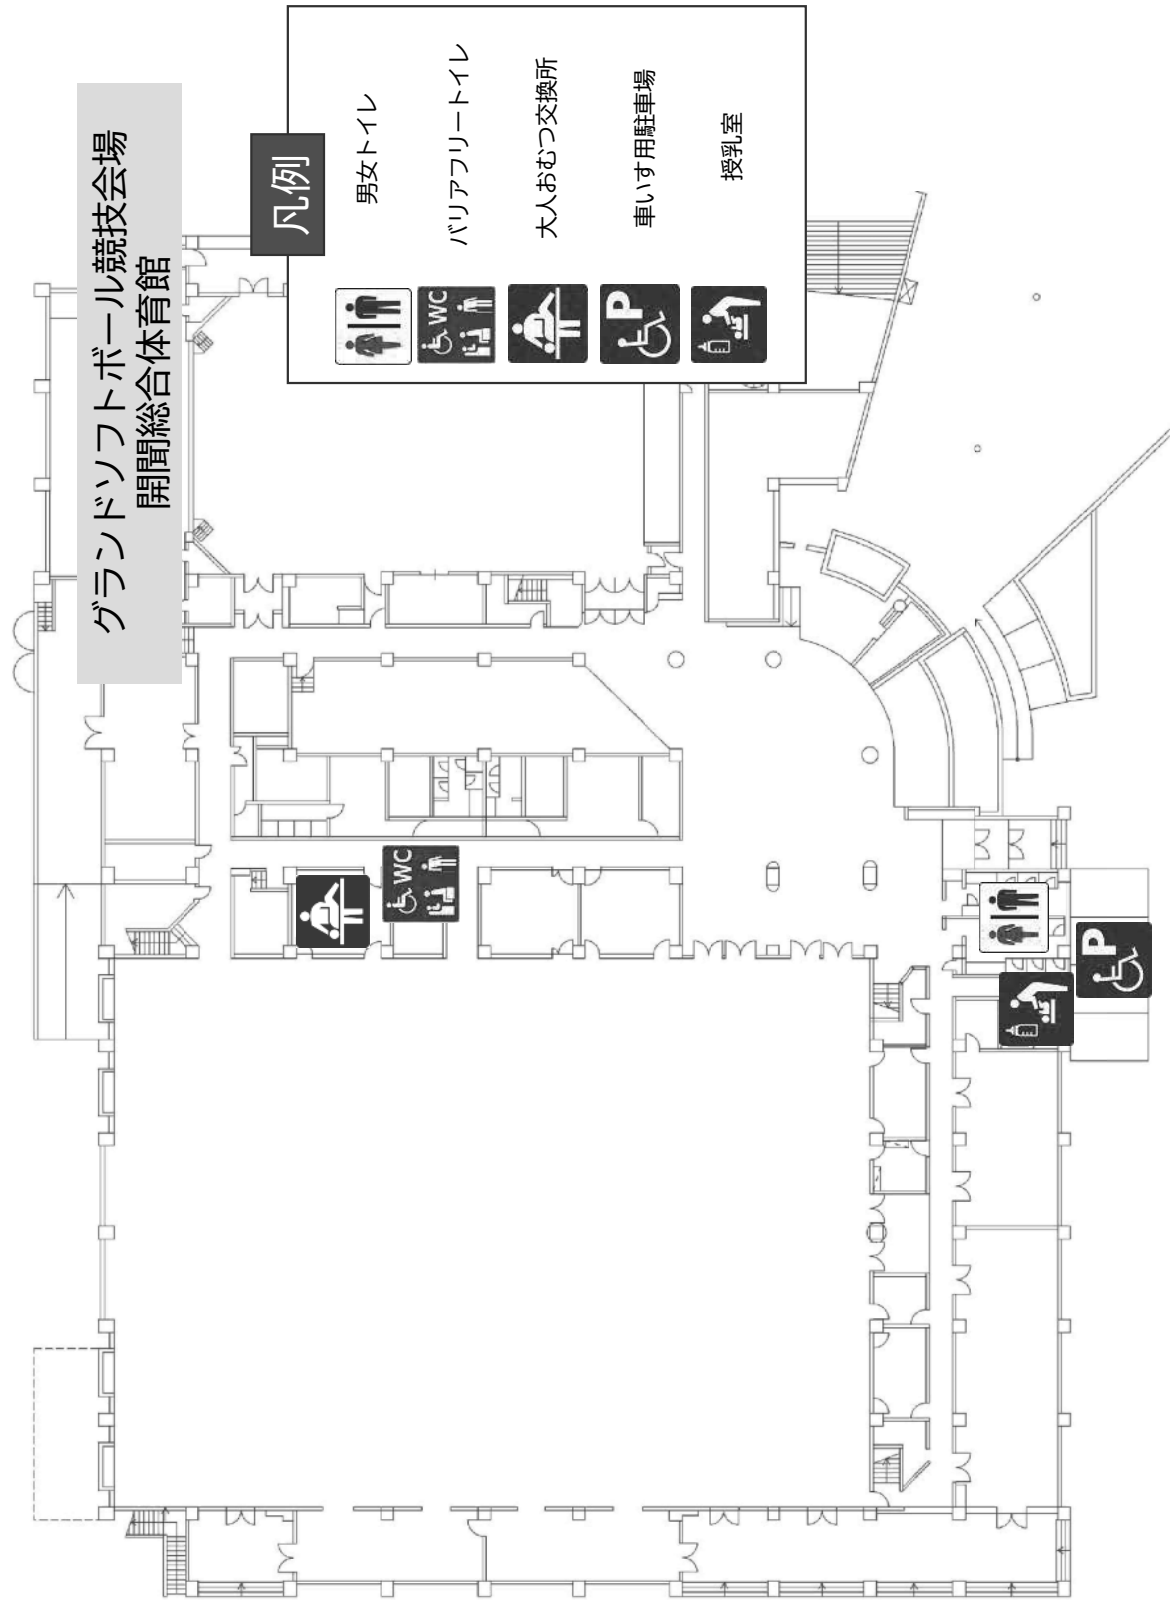 グランドソフトボール競技会場
開聞総合体育館
凡例
男女トイレ
WC
バリアフリートイレ
大人おむつ交換所
P
車いす用駐車場
授乳室
WC
P